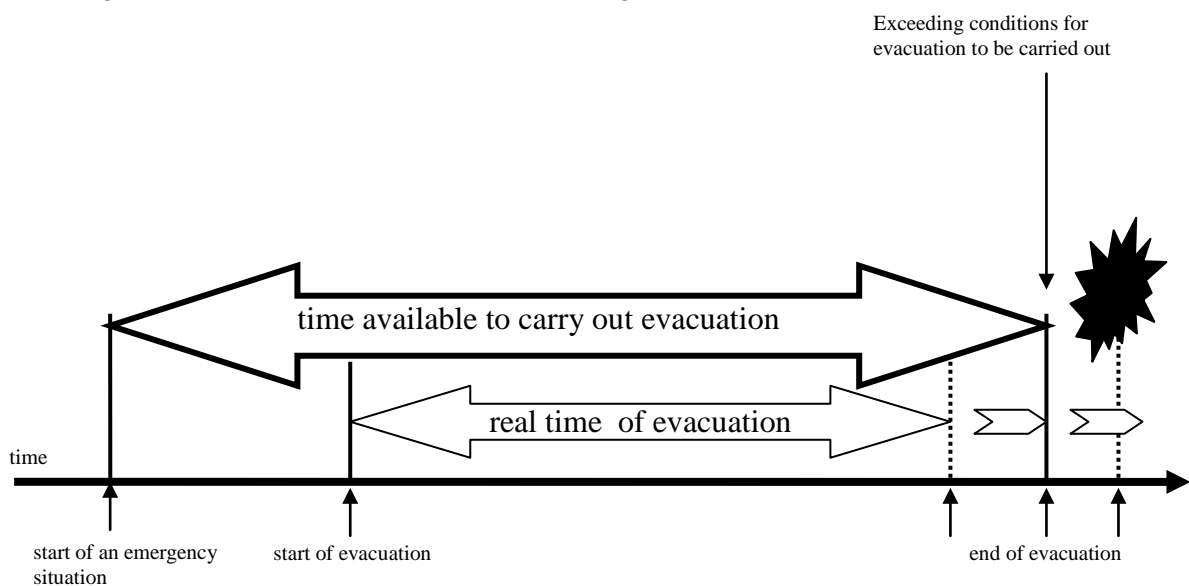 Exceeding conditions for
evacuation to be carried out
time available to carry out evacuation
real time of evacuation
time
start of an emergency
situation
start of evacuation
end of evacuation